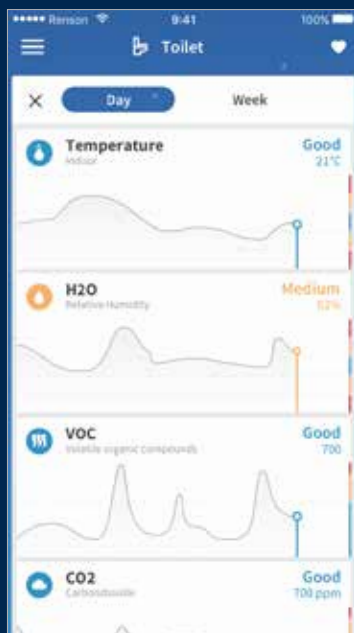 Renson 9:41 100%
Toilet
Day Week
Temperature Good
Indoor 21°C
H2O Medium
Relative Humidity
VOC Good
Volatile organic Compounds 700
CO2 Good
Carbondioxide 700 ppm